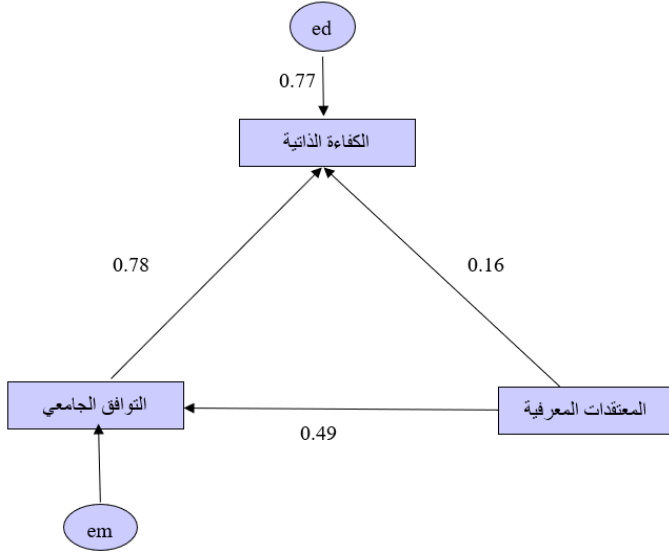 ed
0.77
الكفاءة الذاتية
0.78
0.16
التوافق الجامعي
المعتقدات المعرفية
0.49
em